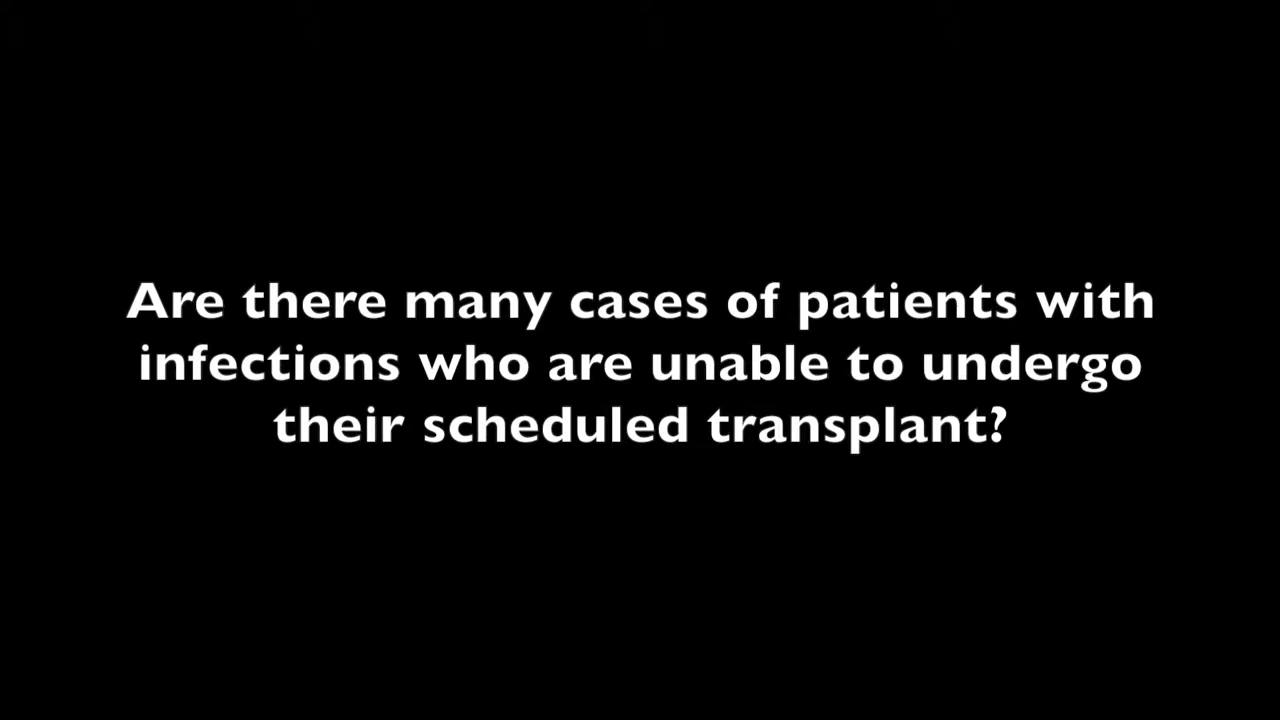 Are there many cases of patients with
infections who are unable to undergo
their scheduled transplant?